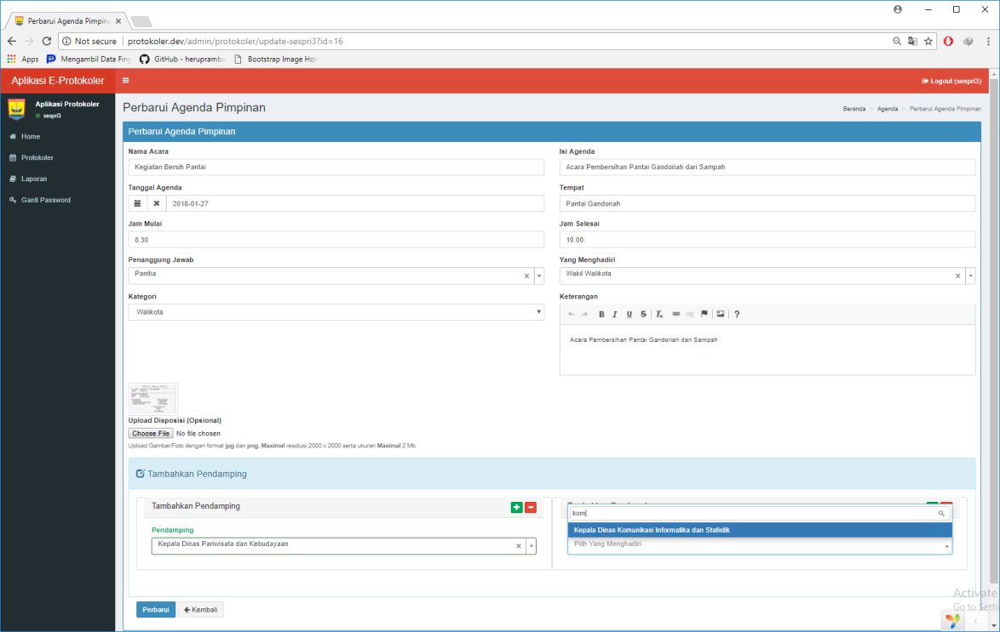 Perbarui Agenda Pimpin
Not secure | protokoler.dev/admin/protokoler/update-sespri3?id=16
Apps Mengambil Data Fing GitHub - heruprambo Bootstrap Image Hov
Aplikasi E-Protokoler Logout (sespri3)
Aplikasi Protokoler
sespri3
Home
Protokoler
Laporan
Ganti Password
Perbarui Agenda Pimpinan
Beranda > Agenda > Perbarui Agenda Pimpinan
Perbarui Agenda Pimpinan
Nama Acara Isi Agenda
Kegiatan Bersih Pantai Acara Pembersihan Pantai Gandoriah dari Sampah
Tanggal Agenda Tempat
2018-01-27 Pantai Gandoriah
Jam Mulai Jam Selesai
8.30 10.00
Penanggung Jawab Yang Menghadiri
Panitia Wakil Walikota
Kategori Keterangan
Walikota
B I U S Ix ?
Acara Pembersihan Pantai Gandoriah dari Sampah
Upload Disposisi (Opsional)
Choose File No file chosen
Upload Gambar/Foto dengan format jpg dan png, Maximal resolusi 2000 x 2000 serta ukuran Maximal 2 Mb.
Tambahkan Pendamping
Tambahkan Pendamping
kom
Pendamping Kepala Dinas Komunikasi Informatika dan Statistik
Kepala Dinas Pariwisata dan Kebudayaan Pilih Yang Menghadiri
Perbarui Kembali
Activate
Go to Setti